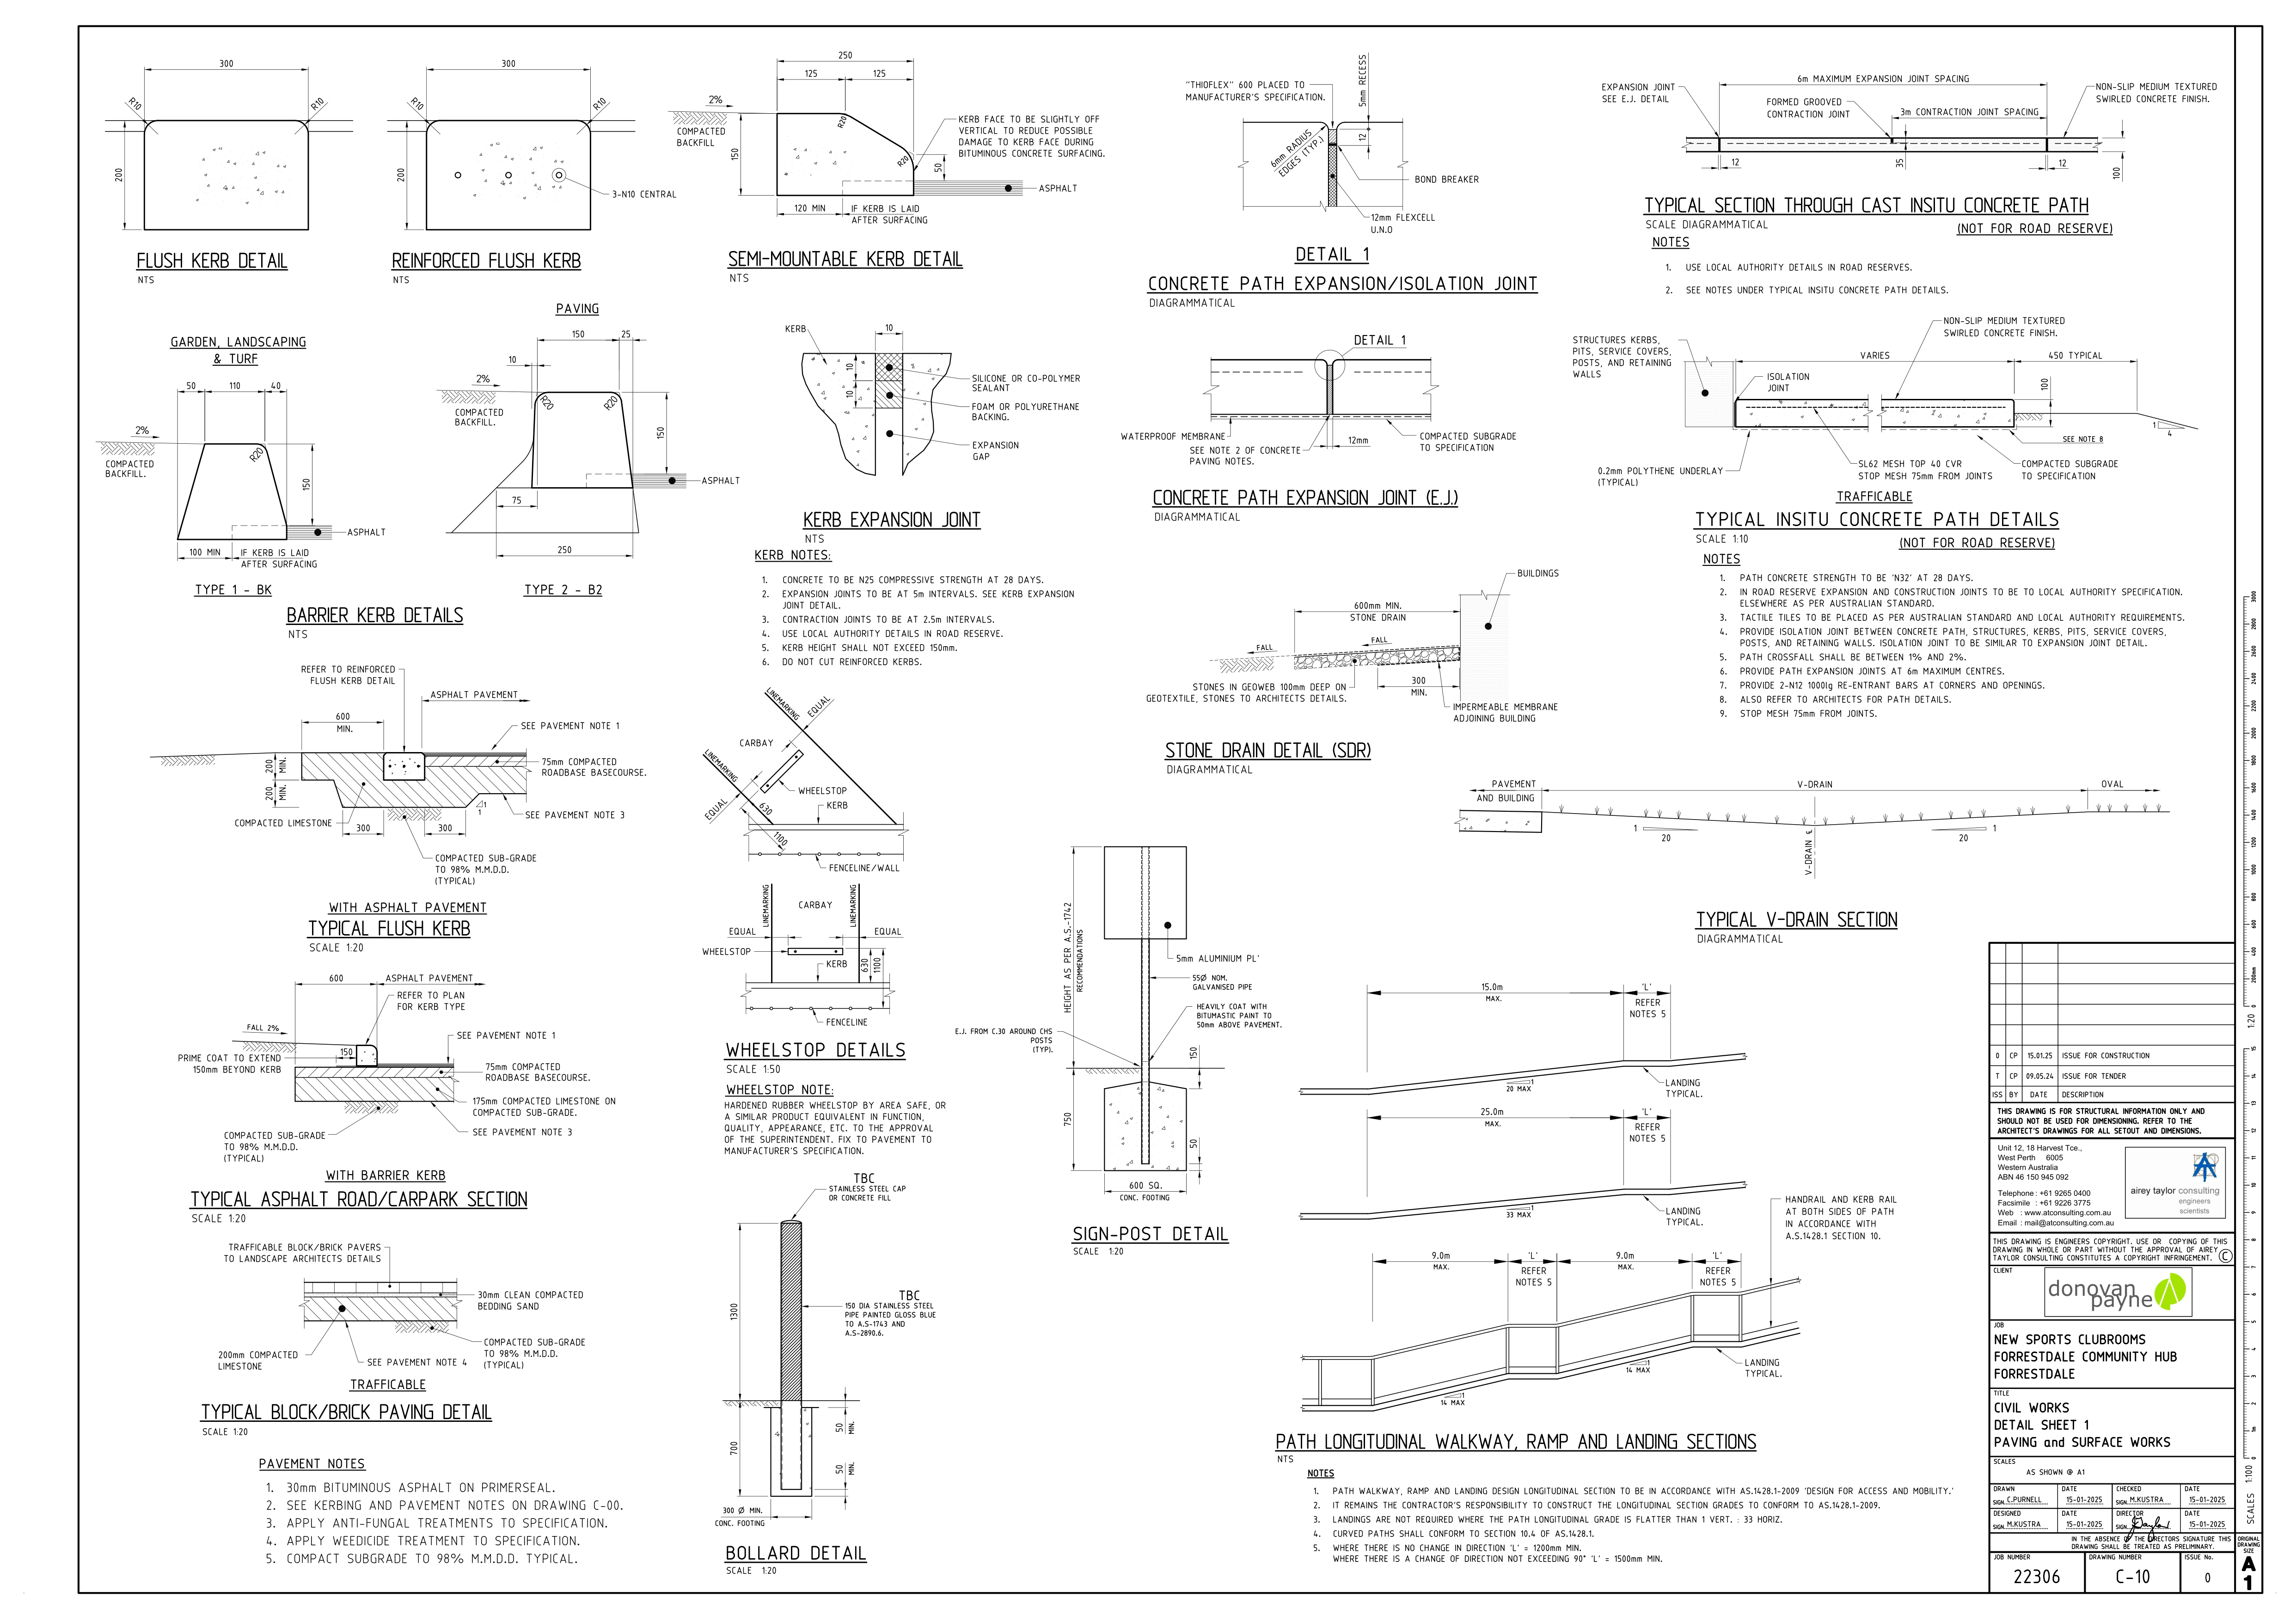 300
R10
R10
200
FLUSH KERB DETAIL
NTS
300
R10
R10
200
3-N10 CENTRAL
REINFORCED FLUSH KERB
NTS
250
125
125
2%
COMPACTED
BACKFILL
150
R20
R20
50
KERB FACE TO BE SLIGHTLY OFF
VERTICAL TO REDUCE POSSIBLE
DAMAGE TO KERB FACE DURING
BITUMINOUS CONCRETE SURFACING.
ASPHALT
120 MIN
IF KERB IS LAID
AFTER SURFACING
SEMI-MOUNTABLE KERB DETAIL
NTS
"THIOFLEX" 600 PLACED TO
MANUFACTURER'S SPECIFICATION.
5mm RECESS
12
6mm RADIUS
EDGES (TYP.)
BOND BREAKER
12mm FLEXCELL
U.N.O
DETAIL 1
CONCRETE PATH EXPANSION/ISOLATION JOINT
DIAGRAMMATICAL
EXPANSION JOINT
SEE E.J. DETAIL
6m MAXIMUM EXPANSION JOINT SPACING
FORMED GROOVED
CONTRACTION JOINT
3m CONTRACTION JOINT SPACING
NON-SLIP MEDIUM TEXTURED
SWIRLED CONCRETE FINISH.
12
35
12
100
TYPICAL SECTION THROUGH CAST INSITU CONCRETE PATH
SCALE DIAGRAMMATICAL
(NOT FOR ROAD RESERVE)
NOTES
1. USE LOCAL AUTHORITY DETAILS IN ROAD RESERVES.
2. SEE NOTES UNDER TYPICAL INSITU CONCRETE PATH DETAILS.
GARDEN, LANDSCAPING
& TURF
50
110
40
2%
COMPACTED
BACKFILL.
R20
150
ASPHALT
100 MIN
IF KERB IS LAID
AFTER SURFACING
TYPE 1 - BK
PAVING
150
25
10
2%
COMPACTED
BACKFILL.
R20
R20
150
ASPHALT
75
250
TYPE 2 - B2
BARRIER KERB DETAILS
NTS
KERB
10
10
10
SILICONE OR CO-POLYMER
SEALANT
FOAM OR POLYURETHANE
BACKING.
EXPANSION
GAP
KERB EXPANSION JOINT
NTS
KERB NOTES:
1. CONCRETE TO BE N25 COMPRESSIVE STRENGTH AT 28 DAYS.
2. EXPANSION JOINTS TO BE AT 5m INTERVALS. SEE KERB EXPANSION
JOINT DETAIL.
3. CONTRACTION JOINTS TO BE AT 2.5m INTERVALS.
4. USE LOCAL AUTHORITY DETAILS IN ROAD RESERVE.
5. KERB HEIGHT SHALL NOT EXCEED 150mm.
6. DO NOT CUT REINFORCED KERBS.
DETAIL 1
WATERPROOF MEMBRANE
SEE NOTE 2 OF CONCRETE
PAVING NOTES.
12mm
COMPACTED SUBGRADE
TO SPECIFICATION
CONCRETE PATH EXPANSION JOINT (E.J.)
DIAGRAMMATICAL
STRUCTURES KERBS,
PITS, SERVICE COVERS,
POSTS, AND RETAINING
WALLS
NON-SLIP MEDIUM TEXTURED
SWIRLED CONCRETE FINISH.
VARIES
450 TYPICAL
ISOLATION
JOINT
100
1
4
SEE NOTE 8
0.2mm POLYTHENE UNDERLAY
(TYPICAL)
SL62 MESH TOP 40 CVR
STOP MESH 75mm FROM JOINTS
COMPACTED SUBGRADE
TO SPECIFICATION
TRAFFICABLE
TYPICAL INSITU CONCRETE PATH DETAILS
SCALE 1:10
(NOT FOR ROAD RESERVE)
NOTES
1. PATH CONCRETE STRENGTH TO BE 'N32' AT 28 DAYS.
2. IN ROAD RESERVE EXPANSION AND CONSTRUCTION JOINTS TO BE TO LOCAL AUTHORITY SPECIFICATION.
ELSEWHERE AS PER AUSTRALIAN STANDARD.
3. TACTILE TILES TO BE PLACED AS PER AUSTRALIAN STANDARD AND LOCAL AUTHORITY REQUIREMENTS.
4. PROVIDE ISOLATION JOINT BETWEEN CONCRETE PATH, STRUCTURES, KERBS, PITS, SERVICE COVERS,
POSTS, AND RETAINING WALLS. ISOLATION JOINT TO BE SIMILAR TO EXPANSION JOINT DETAIL.
5. PATH CROSSFALL SHALL BE BETWEEN 1% AND 2%.
6. PROVIDE PATH EXPANSION JOINTS AT 6m MAXIMUM CENTRES.
7. PROVIDE 2-N12 1000lg RE-ENTRANT BARS AT CORNERS AND OPENINGS.
8. ALSO REFER TO ARCHITECTS FOR PATH DETAILS.
9. STOP MESH 75mm FROM JOINTS.
BUILDINGS
600mm MIN.
STONE DRAIN
FALL
FALL
300
MIN.
STONES IN GEOWEB 100mm DEEP ON
GEOTEXTILE, STONES TO ARCHITECTS DETAILS.
IMPERMEABLE MEMBRANE
ADJOINING BUILDING
STONE DRAIN DETAIL (SDR)
DIAGRAMMATICAL
REFER TO REINFORCED
FLUSH KERB DETAIL
ASPHALT PAVEMENT
600
MIN.
SEE PAVEMENT NOTE 1
200
MIN.
200
MIN.
75mm COMPACTED
ROADBASE BASECOURSE.
1
1
SEE PAVEMENT NOTE 3
COMPACTED LIMESTONE
300
300
COMPACTED SUB-GRADE
TO 98% M.M.D.D.
(TYPICAL)
WITH ASPHALT PAVEMENT
TYPICAL FLUSH KERB
SCALE 1:20
LINEMARKING
EQUAL
CARBAY
LINEMARKING
WHEELSTOP
EQUAL
630
KERB
1100
FENCELINE/WALL
LINEMARKING
CARBAY
LINEMARKING
EQUAL
EQUAL
WHEELSTOP
KERB
630
1100
FENCELINE
WHEELSTOP DETAILS
SCALE 1:50
WHEELSTOP NOTE:
HARDENED RUBBER WHEELSTOP BY AREA SAFE, OR
A SIMILAR PRODUCT EQUIVALENT IN FUNCTION,
QUALITY, APPEARANCE, ETC. TO THE APPROVAL
OF THE SUPERINTENDENT. FIX TO PAVEMENT TO
MANUFACTURER'S SPECIFICATION.
PAVEMENT
AND BUILDING
V-DRAIN
OVAL
1
20
V-DRAIN ℄
1
20
TYPICAL V-DRAIN SECTION
DIAGRAMMATICAL
600
ASPHALT PAVEMENT
REFER TO PLAN
FOR KERB TYPE
FALL 2%
SEE PAVEMENT NOTE 1
PRIME COAT TO EXTEND
150mm BEYOND KERB
150
75mm COMPACTED
ROADBASE BASECOURSE.
175mm COMPACTED LIMESTONE ON
COMPACTED SUB-GRADE.
SEE PAVEMENT NOTE 3
COMPACTED SUB-GRADE
TO 98% M.M.D.D.
(TYPICAL)
WITH BARRIER KERB
TYPICAL ASPHALT ROAD/CARPARK SECTION
SCALE 1:20
HEIGHT AS PER A.S.-1742
RECOMMENDATIONS
5mm ALUMINIUM PL'
55Ø NOM.
GALVANISED PIPE
HEAVILY COAT WITH
BITUMASTIC PAINT TO
50mm ABOVE PAVEMENT.
E.J. FROM C.30 AROUND CHS
POSTS
(TYP).
150
750
50
600 SQ.
CONC. FOOTING
SIGN-POST DETAIL
SCALE 1:20
TRAFFICABLE BLOCK/BRICK PAVERS
TO LANDSCAPE ARCHITECTS DETAILS
30mm CLEAN COMPACTED
BEDDING SAND
200mm COMPACTED
LIMESTONE
SEE PAVEMENT NOTE 4
COMPACTED SUB-GRADE
TO 98% M.M.D.D.
(TYPICAL)
TRAFFICABLE
TYPICAL BLOCK/BRICK PAVING DETAIL
SCALE 1:20
PAVEMENT NOTES
1. 30mm BITUMINOUS ASPHALT ON PRIMERSEAL.
2. SEE KERBING AND PAVEMENT NOTES ON DRAWING C-00.
3. APPLY ANTI-FUNGAL TREATMENTS TO SPECIFICATION.
4. APPLY WEEDICIDE TREATMENT TO SPECIFICATION.
5. COMPACT SUBGRADE TO 98% M.M.D.D. TYPICAL.
TBC
STAINLESS STEEL CAP
OR CONCRETE FILL
1300
TBC
150 DIA STAINLESS STEEL
PIPE PAINTED GLOSS BLUE
TO A.S-1743 AND
A.S-2890.6.
700
50
MIN.
50
MIN.
300 Ø MIN.
CONC. FOOTING
BOLLARD DETAIL
SCALE 1:20
15.0m
MAX.
'L'
REFER
NOTES 5
1
20 MAX
LANDING
TYPICAL.
25.0m
MAX.
'L'
REFER
NOTES 5
1
33 MAX
LANDING
TYPICAL.
HANDRAIL AND KERB RAIL
AT BOTH SIDES OF PATH
IN ACCORDANCE WITH
A.S.1428.1 SECTION 10.
9.0m
MAX.
'L'
REFER
NOTES 5
9.0m
MAX.
'L'
REFER
NOTES 5
1
14 MAX
1
14 MAX
LANDING
TYPICAL.
PATH LONGITUDINAL WALKWAY, RAMP AND LANDING SECTIONS
NTS
NOTES
1. PATH WALKWAY, RAMP AND LANDING DESIGN LONGITUDINAL SECTION TO BE IN ACCORDANCE WITH AS.1428.1-2009 'DESIGN FOR ACCESS AND MOBILITY.'
2. IT REMAINS THE CONTRACTOR'S RESPONSIBILITY TO CONSTRUCT THE LONGITUDINAL SECTION GRADES TO CONFORM TO AS.1428.1-2009.
3. LANDINGS ARE NOT REQUIRED WHERE THE PATH LONGITUDINAL GRADE IS FLATTER THAN 1 VERT. : 33 HORIZ.
4. CURVED PATHS SHALL CONFORM TO SECTION 10.4 OF AS.1428.1.
5. WHERE THERE IS NO CHANGE IN DIRECTION 'L' = 1200mm MIN.
WHERE THERE IS A CHANGE OF DIRECTION NOT EXCEEDING 90° 'L' = 1500mm MIN.
0 CP 15.01.25 ISSUE FOR CONSTRUCTION
T CP 09.05.24 ISSUE FOR TENDER
ISS BY DATE DESCRIPTION
THIS DRAWING IS FOR STRUCTURAL INFORMATION ONLY AND
SHOULD NOT BE USED FOR DIMENSIONING. REFER TO THE
ARCHITECT'S DRAWINGS FOR ALL SETOUT AND DIMENSIONS.
Unit 12, 18 Harvest Tce.,
West Perth 6005
Western Australia
ABN 46 150 945 092
Telephone : +61 9265 0400
Facsimile : +61 9226 3775
Web : www.atconsulting.com.au
Email : mail@atconsulting.com.au
airey taylor consulting
engineers
scientists
THIS DRAWING IS ENGINEERS COPYRIGHT. USE OR COPYING OF THIS
DRAWING IN WHOLE OR PART WITHOUT THE APPROVAL OF AIREY
TAYLOR CONSULTING CONSTITUTES A COPYRIGHT INFRINGEMENT. ©
CLIENT
donovan
payne
JOB
NEW SPORTS CLUBROOMS
FORRESTDALE COMMUNITY HUB
FORRESTDALE
TITLE
CIVIL WORKS
DETAIL SHEET 1
PAVING and SURFACE WORKS
SCALES
AS SHOWN @ A1
DRAWN DATE CHECKED DATE
SIGN. C.PURNELL 15-01-2025 SIGN. M.KUSTRA 15-01-2025
DESIGNED DATE DIRECTOR DATE
SIGN. M.KUSTRA 15-01-2025 SIGN. 15-01-2025
IN THE ABSENCE OF THE DIRECTORS SIGNATURE THIS
DRAWING SHALL BE TREATED AS PRELIMINARY.
JOB NUMBER DRAWING NUMBER ISSUE No.
22306 C-10 0
3000
2800
2600
2400
2200
2000
1800
1600
1400
1200
1000
800
600
400
200mm
0
1:20
15
14
13
12
11
10
9
8
7
6
5
4
3
2
1m
0
1:100
SCALES
ORIGINAL
DRAWING
SIZE
A
1